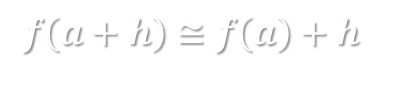 f(a + h) ≅ f(a) + h